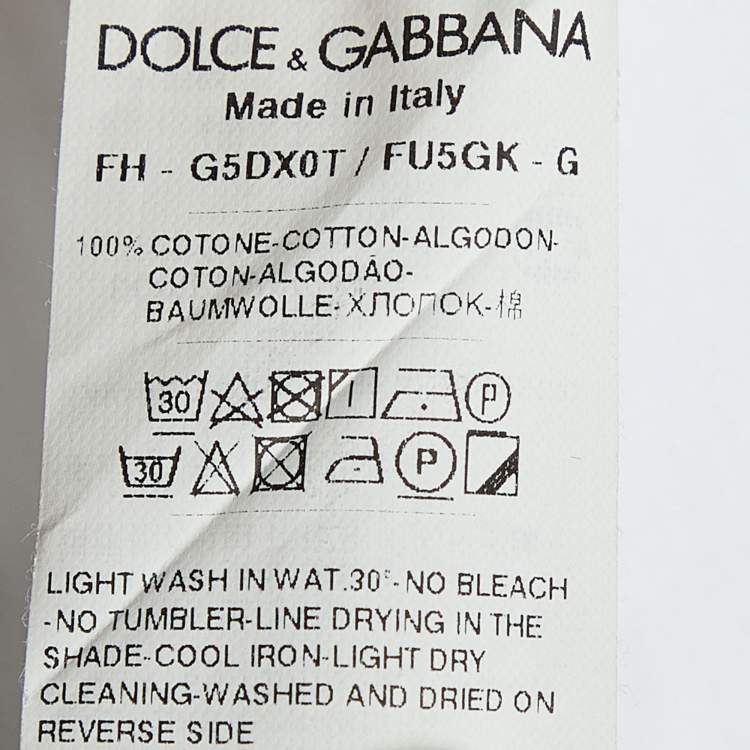 DOLCE & GABBANA
Made in Italy
FH - G5DX0T / FU5GK - G
100% COTONE-COTTON-ALGODON-
COTON-ALGODÃO-
BAUMWOLLE-ХЛОПОК-棉
30 P
30 P
LIGHT WASH IN WAT.30°-NO BLEACH
-NO TUMBLER-LINE DRYING IN THE
SHADE-COOL IRON-LIGHT DRY
CLEANING-WASHED AND DRIED ON
REVERSE SIDE